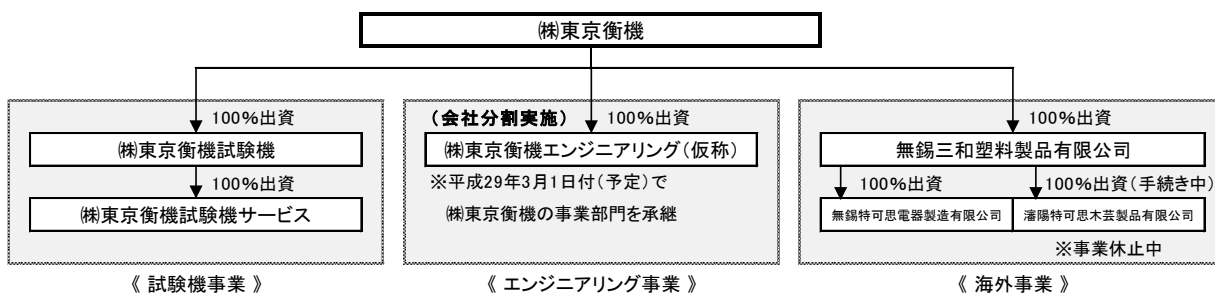 ㈱東京衡機
100%出資
㈱東京衡機試験機
100%出資
㈱東京衡機試験機サービス
《 試験機事業 》
(会社分割実施) 100%出資
㈱東京衡機エンジニアリング(仮称)
※平成29年3月1日付(予定)で
㈱東京衡機の事業部門を承継
《 エンジニアリング事業 》
100%出資
無錫三和塑料製品有限公司
100%出資 100%出資(手続き中)
無錫特可思電器製造有限公司 瀋陽特可思木芸製品有限公司
※事業休止中
《 海外事業 》